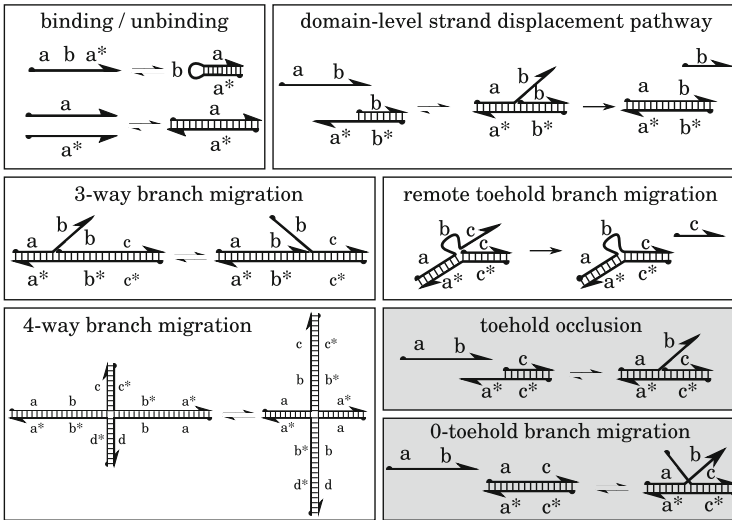 binding / unbinding
a b a*
b a
a*
a
a*
a
a*
domain-level strand displacement pathway
a b
b
a* b*
b
b
a* b*
b
a b
a* b*
3-way branch migration
b
a b c
a* b* c*
b
a b c
a* b* c*
remote toehold branch migration
b c
a c
a* c*
c
b
a c
a* c*
4-way branch migration
c c*
a b b* a*
a* b* b a
d* d
c c*
b b*
a a*
a* a
b* b
d* d
toehold occlusion
a b
c
a* c*
b
a c
a* c*
0-toehold branch migration
a b
a c
a* c*
b
a c
a* c*